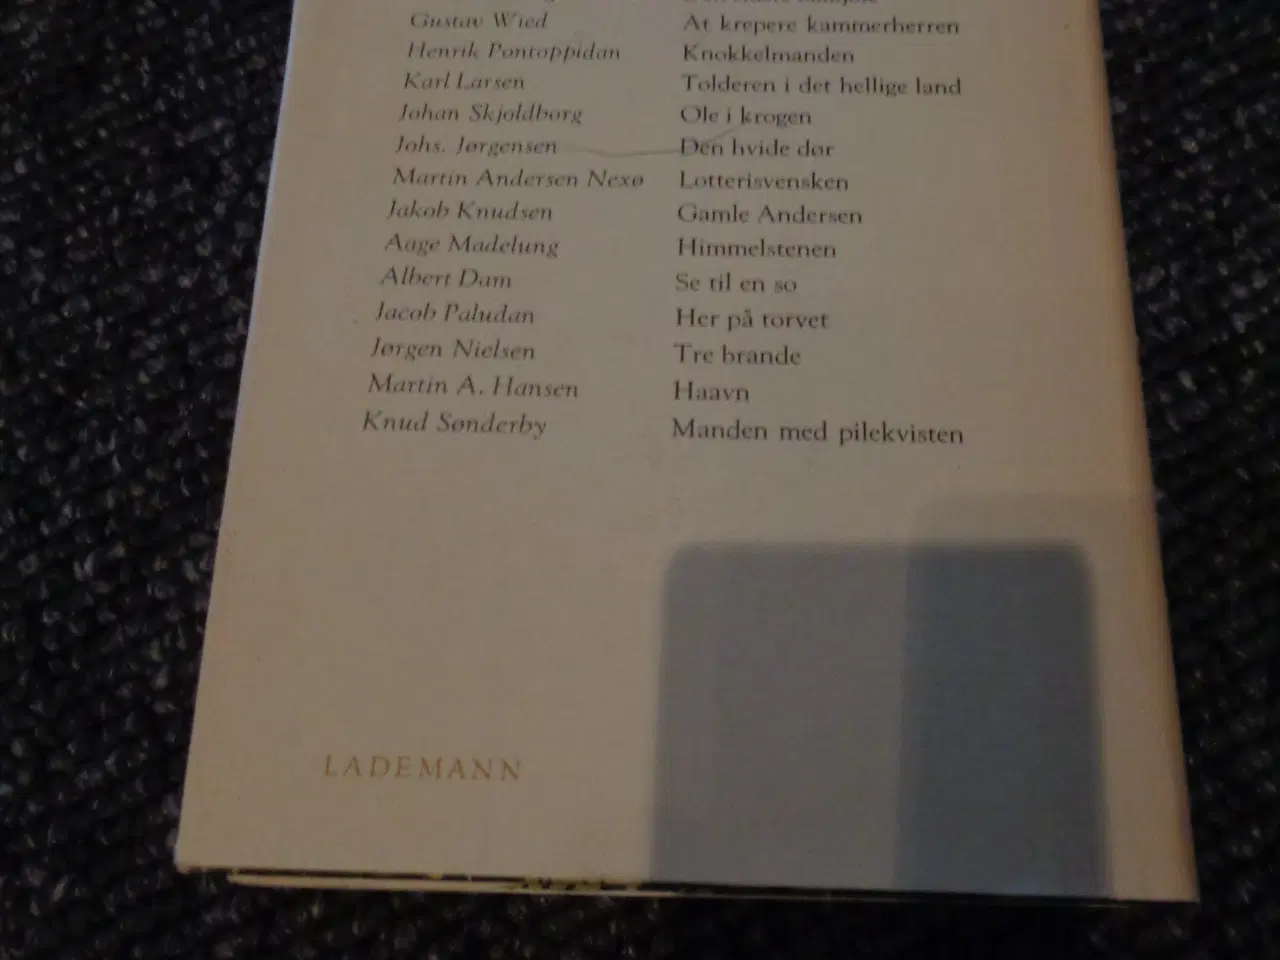 Gustav Wied At krepere kammerherren
Henrik Pontoppidan Knokkelmanden
Karl Larsen Tolderen i det hellige land
Johan Skjoldborg Ole i krogen
Johs. Jørgensen Den hvide dør
Martin Andersen Nexø Lotterisvensken
Jakob Knudsen Gamle Andersen
Aage Madelung Himmelstenen
Albert Dam Se til en so
Jacob Paludan Her på torvet
Jørgen Nielsen Tre brande
Martin A. Hansen Haavn
Knud Sønderby Manden med pilekvisten
LADEMANN